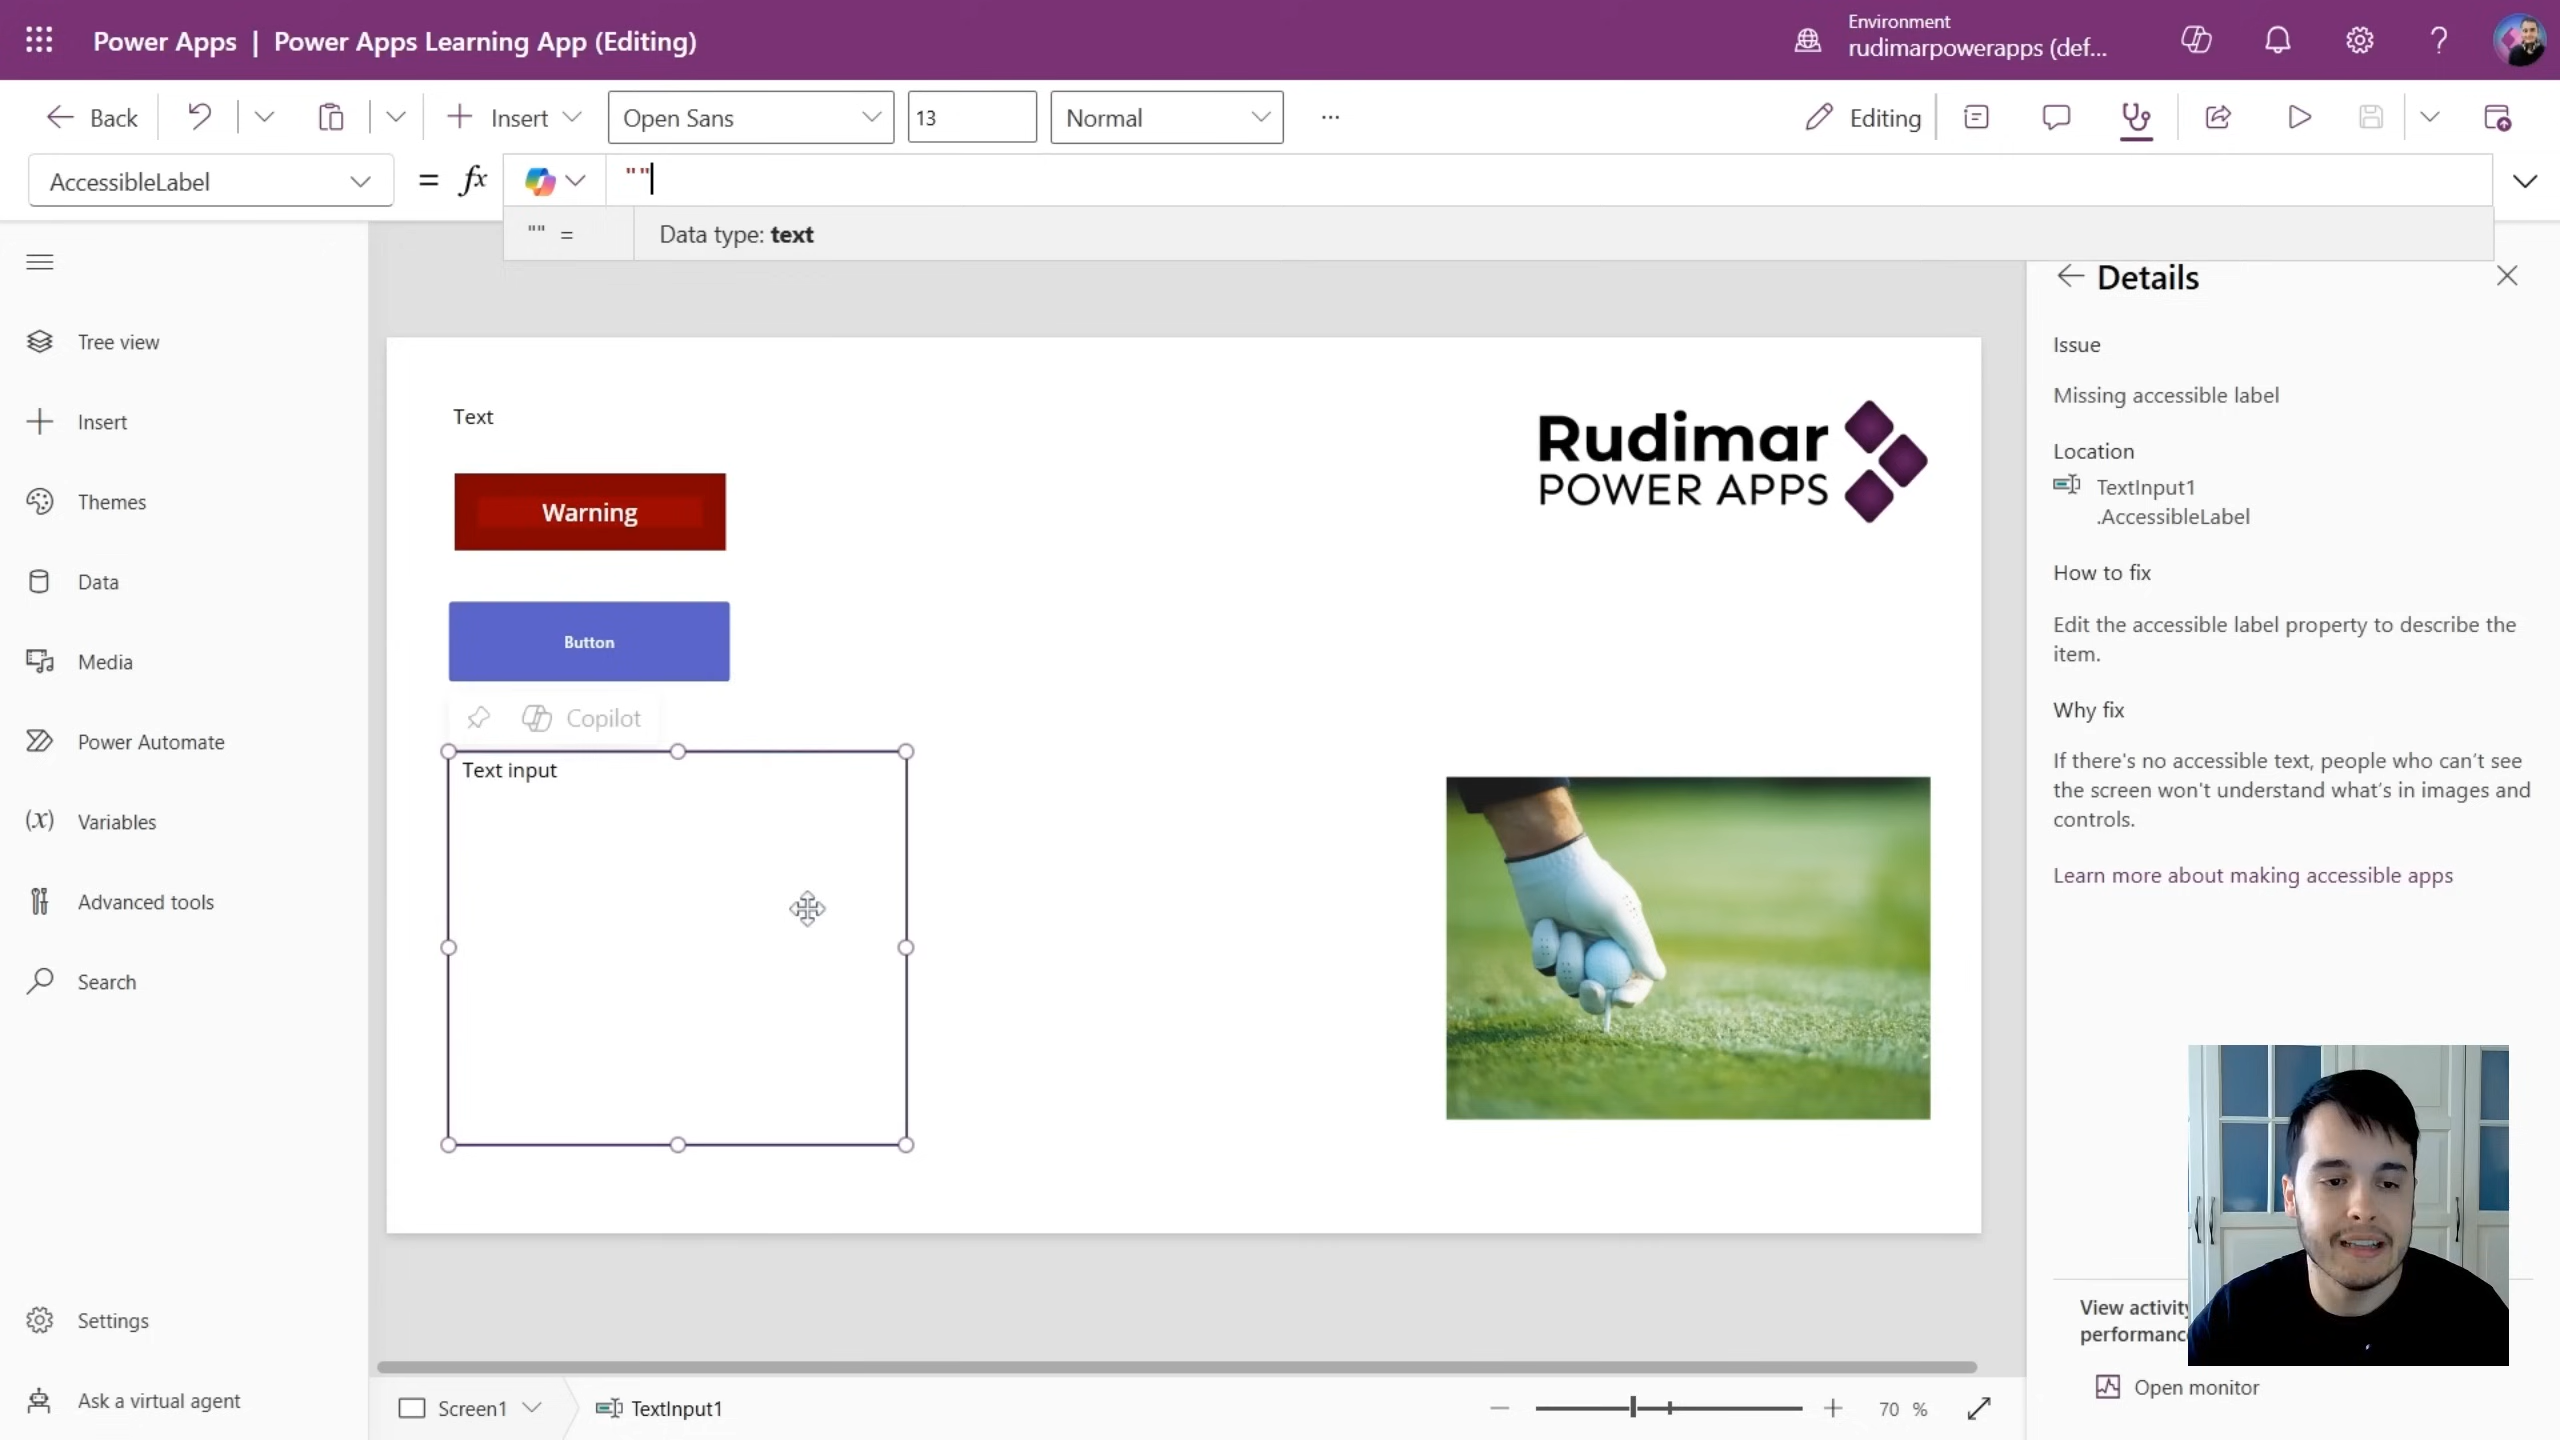 Power Apps | Power Apps Learning App (Editing)
Environment
rudimarpowerapps (def...
Back
Insert
Open Sans
13
Normal
...
Editing
AccessibleLabel
= fx
""
"" =
Data type: text
Tree view
Insert
Themes
Data
Media
Power Automate
Variables
Advanced tools
Search
Settings
Ask a virtual agent
Text
Warning
Button
Copilot
Text input
Rudimar
POWER APPS
Details
Issue
Missing accessible label
Location
TextInput1
.AccessibleLabel
How to fix
Edit the accessible label property to describe the
item.
Why fix
If there's no accessible text, people who can't see
the screen won't understand what's in images and
controls.
Learn more about making accessible apps
View activity
Open monitor
Screen1
TextInput1
70 %